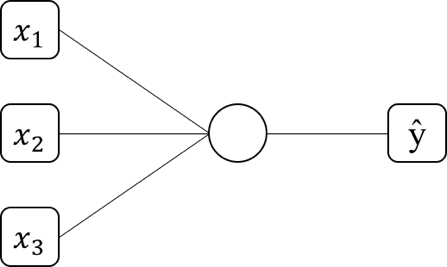 x₁
x₂
x₃
ŷ